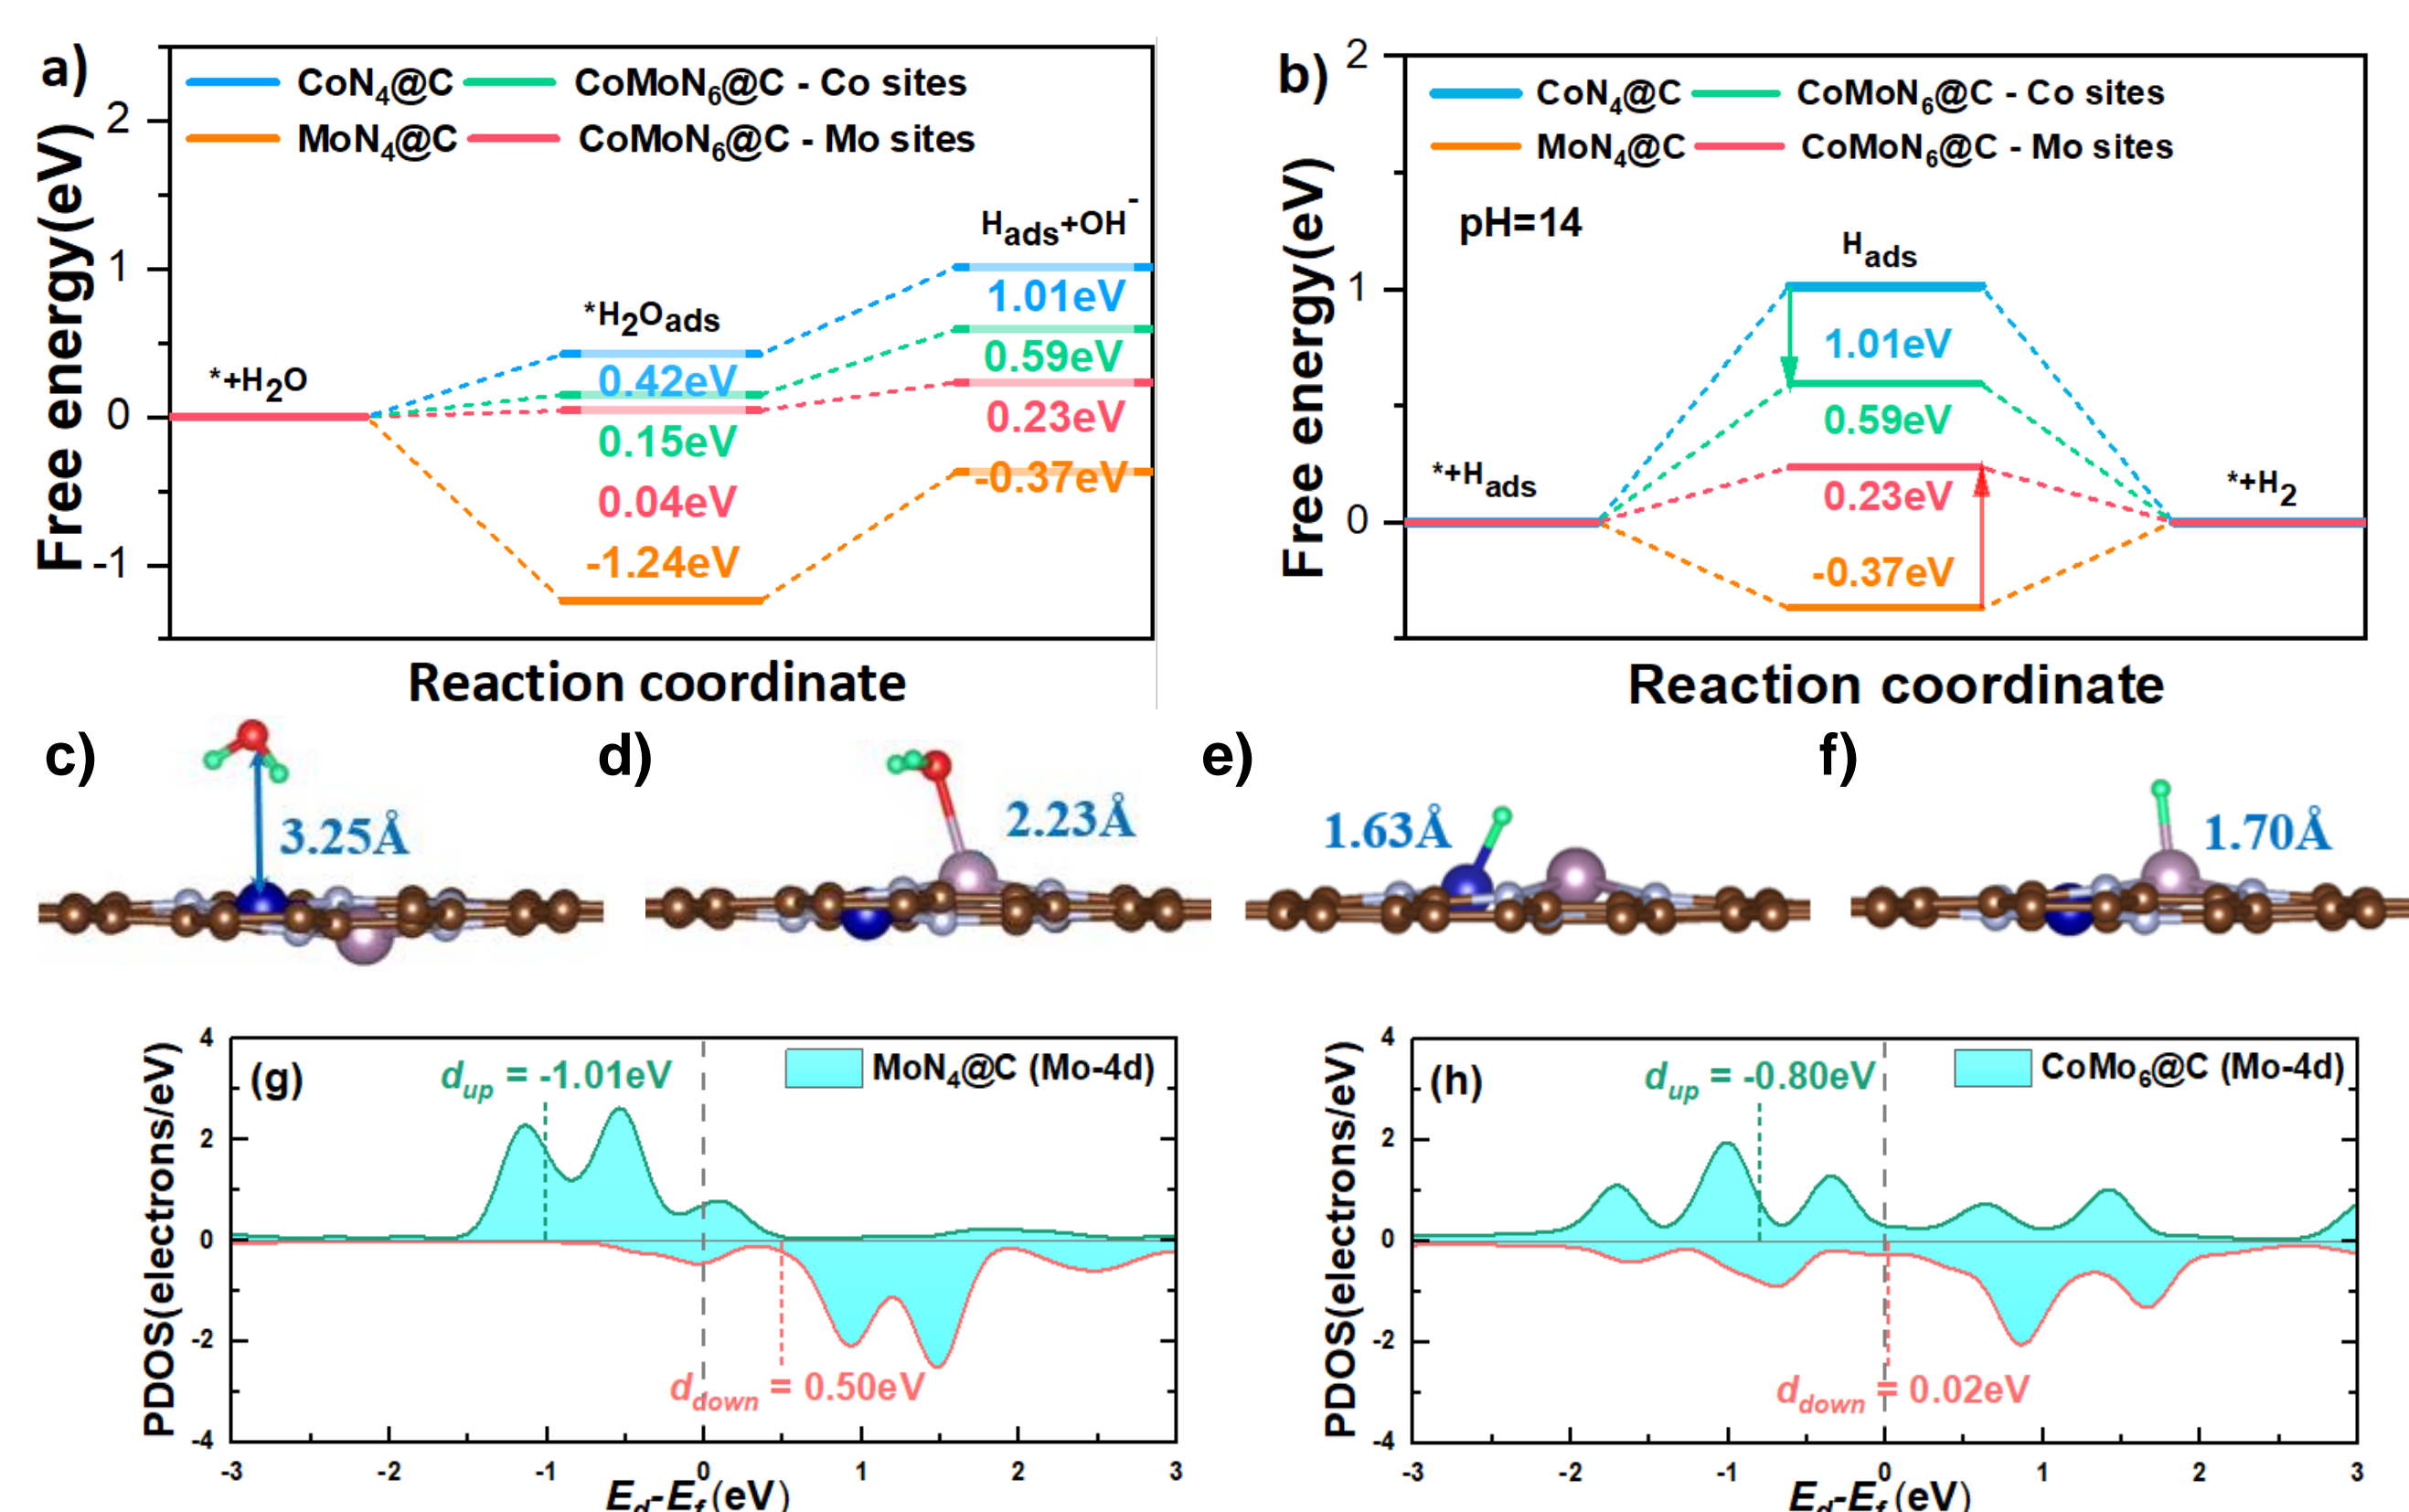 a)
CoN4@C CoMoN6@C - Co sites
MoN4@C CoMoN6@C - Mo sites
Free energy(eV)
2
1
0
-1
*+H2O
*H2Oads
Hads+OH-
0.42eV
0.15eV
0.04eV
-1.24eV
1.01eV
0.59eV
0.23eV
-0.37eV
Reaction coordinate
b)
CoN4@C CoMoN6@C - Co sites
MoN4@C CoMoN6@C - Mo sites
pH=14
Free energy(eV)
2
1
0
*+Hads
Hads
*+H2
1.01eV
0.59eV
0.23eV
-0.37eV
Reaction coordinate
c)
3.25Å
d)
2.23Å
e)
1.63Å
f)
1.70Å
(g)
dup = -1.01eV
MoN4@C (Mo-4d)
ddown = 0.50eV
PDOS(electrons/eV)
4
2
0
-2
-4
-3 -2 -1 0 1 2 3
Ed-Ef (eV)
(h)
dup = -0.80eV
CoMo6@C (Mo-4d)
ddown = 0.02eV
PDOS(electrons/eV)
4
2
0
-2
-4
-3 -2 -1 0 1 2 3
Ed-Ef (eV)